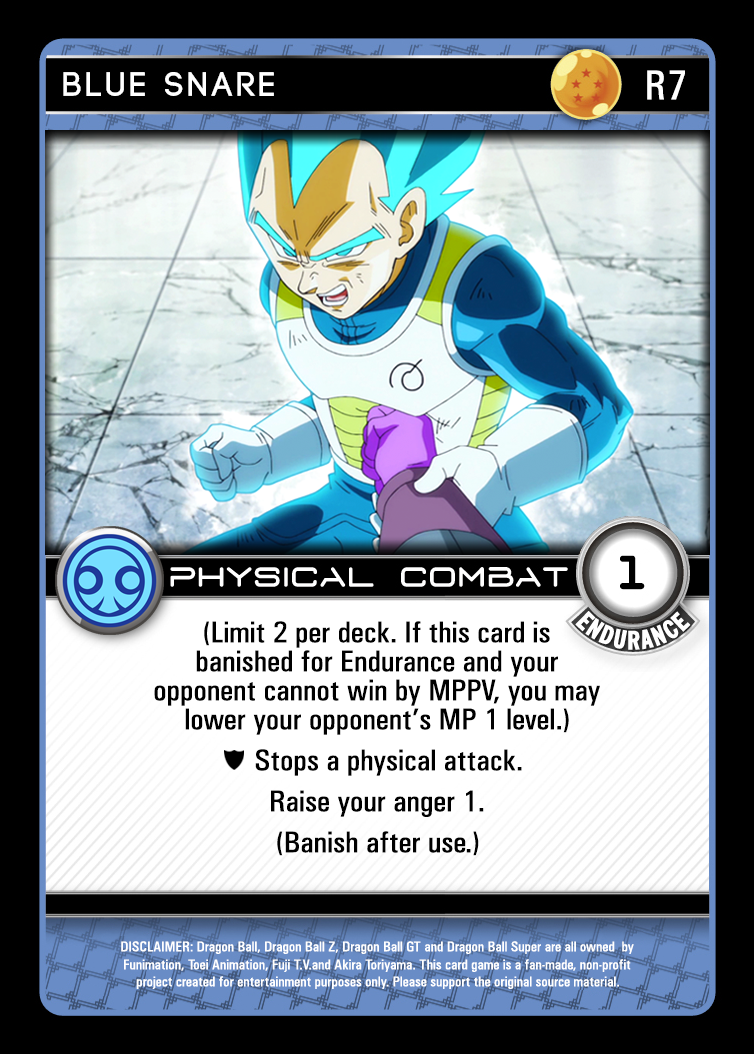 BLUE SNARE
R7
PHYSICAL COMBAT
1
ENDURANCE
(Limit 2 per deck. If this card is
banished for Endurance and your
opponent cannot win by MPPV, you may
lower your opponent's MP 1 level.)
Stops a physical attack.
Raise your anger 1.
(Banish after use.)
DISCLAIMER: Dragon Ball, Dragon Ball Z, Dragon Ball GT and Dragon Ball Super are all owned by
Funimation, Toei Animation, Fuji T.V.and Akira Toriyama. This card game is a fan-made, non-profit
project created for entertainment purposes only. Please support the original source material.